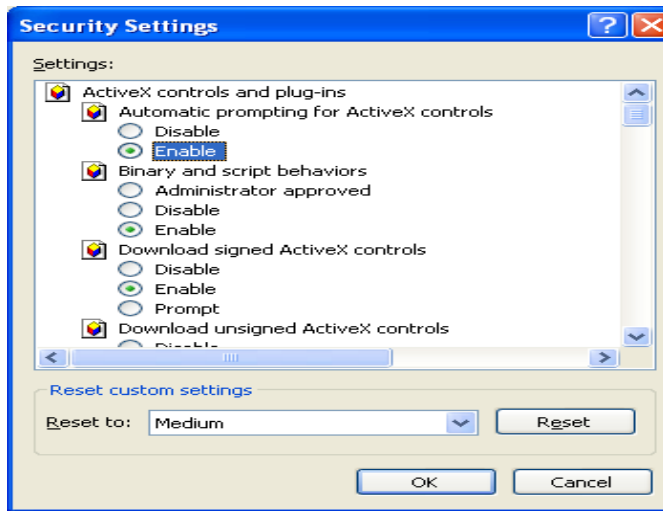 Security Settings
Settings:
ActiveX controls and plug-ins
Automatic prompting for ActiveX controls
Disable
Enable
Binary and script behaviors
Administrator approved
Disable
Enable
Download signed ActiveX controls
Disable
Enable
Prompt
Download unsigned ActiveX controls
Disable
Reset custom settings
Reset to: Medium Reset
OK Cancel